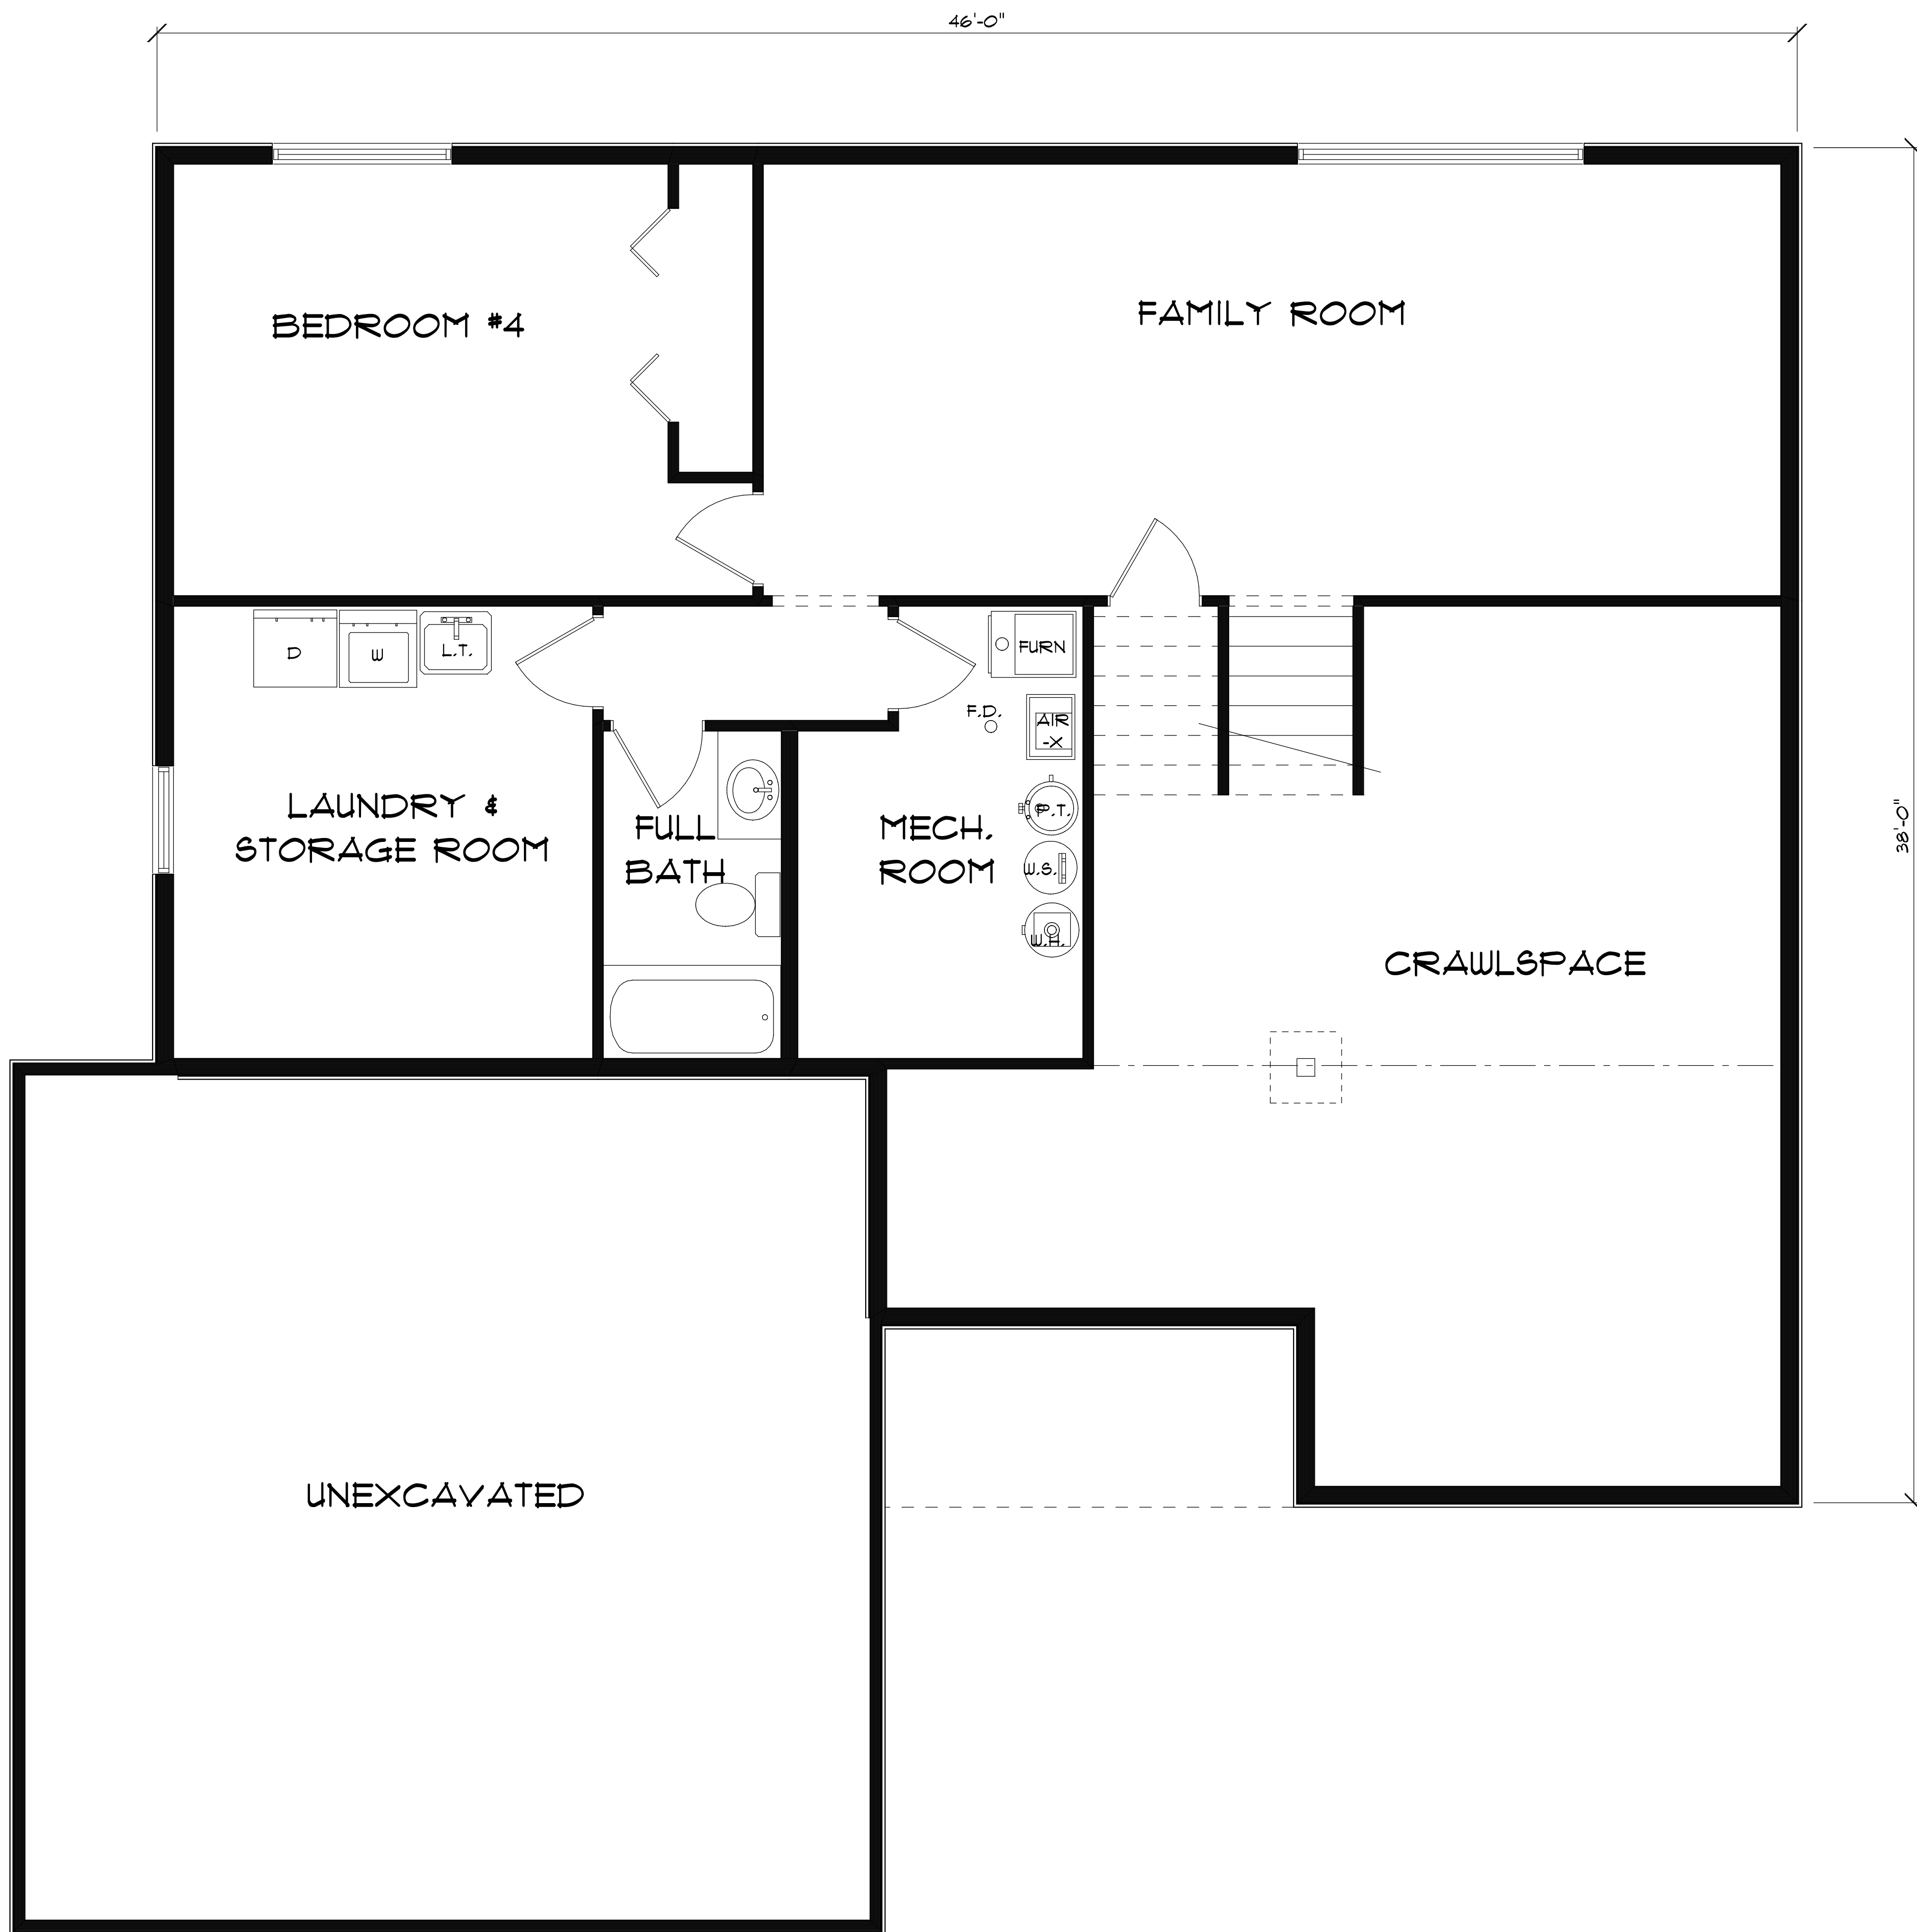 46'-0"
FAMILY ROOM
BEDROOM #4
D
W
L.T.
FURN
F.D.
AIR
-X
LAUNDRY &
STORAGE ROOM
FULL
BATH
MECH.
ROOM
P.T.
W.S.
W.H.
38'-0"
CRAWLSPACE
UNEXCAVATED